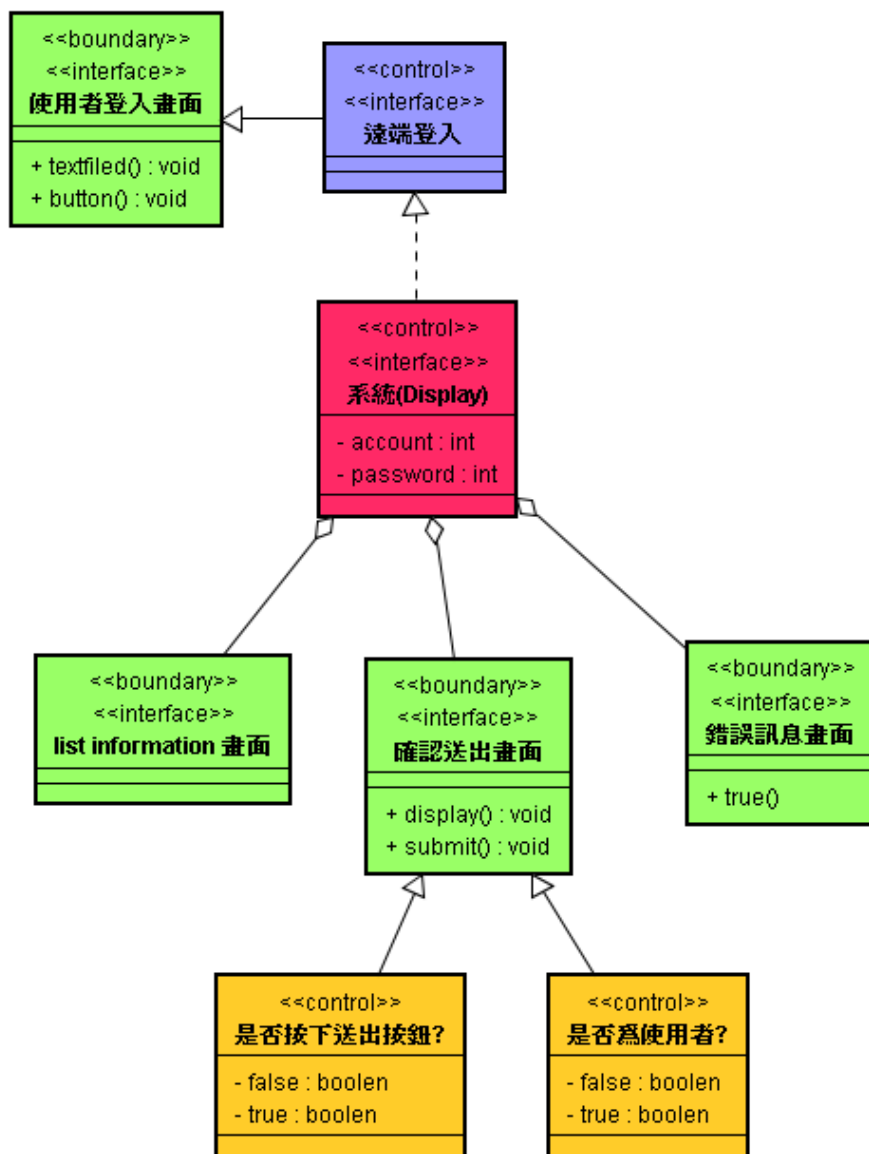 <<boundary>>
<<interface>>
使用者登入畫面
+ textfiled() : void
+ button() : void
<<control>>
<<interface>>
遠端登入
<<control>>
<<interface>>
系統(Display)
- account : int
- password : int
<<boundary>>
<<interface>>
list information 畫面
<<boundary>>
<<interface>>
確認送出畫面
+ display() : void
+ submit() : void
<<boundary>>
<<interface>>
錯誤訊息畫面
+ true()
<<control>>
是否按下送出按鈕?
- false : boolen
- true : boolen
<<control>>
是否為使用者?
- false : boolen
- true : boolen